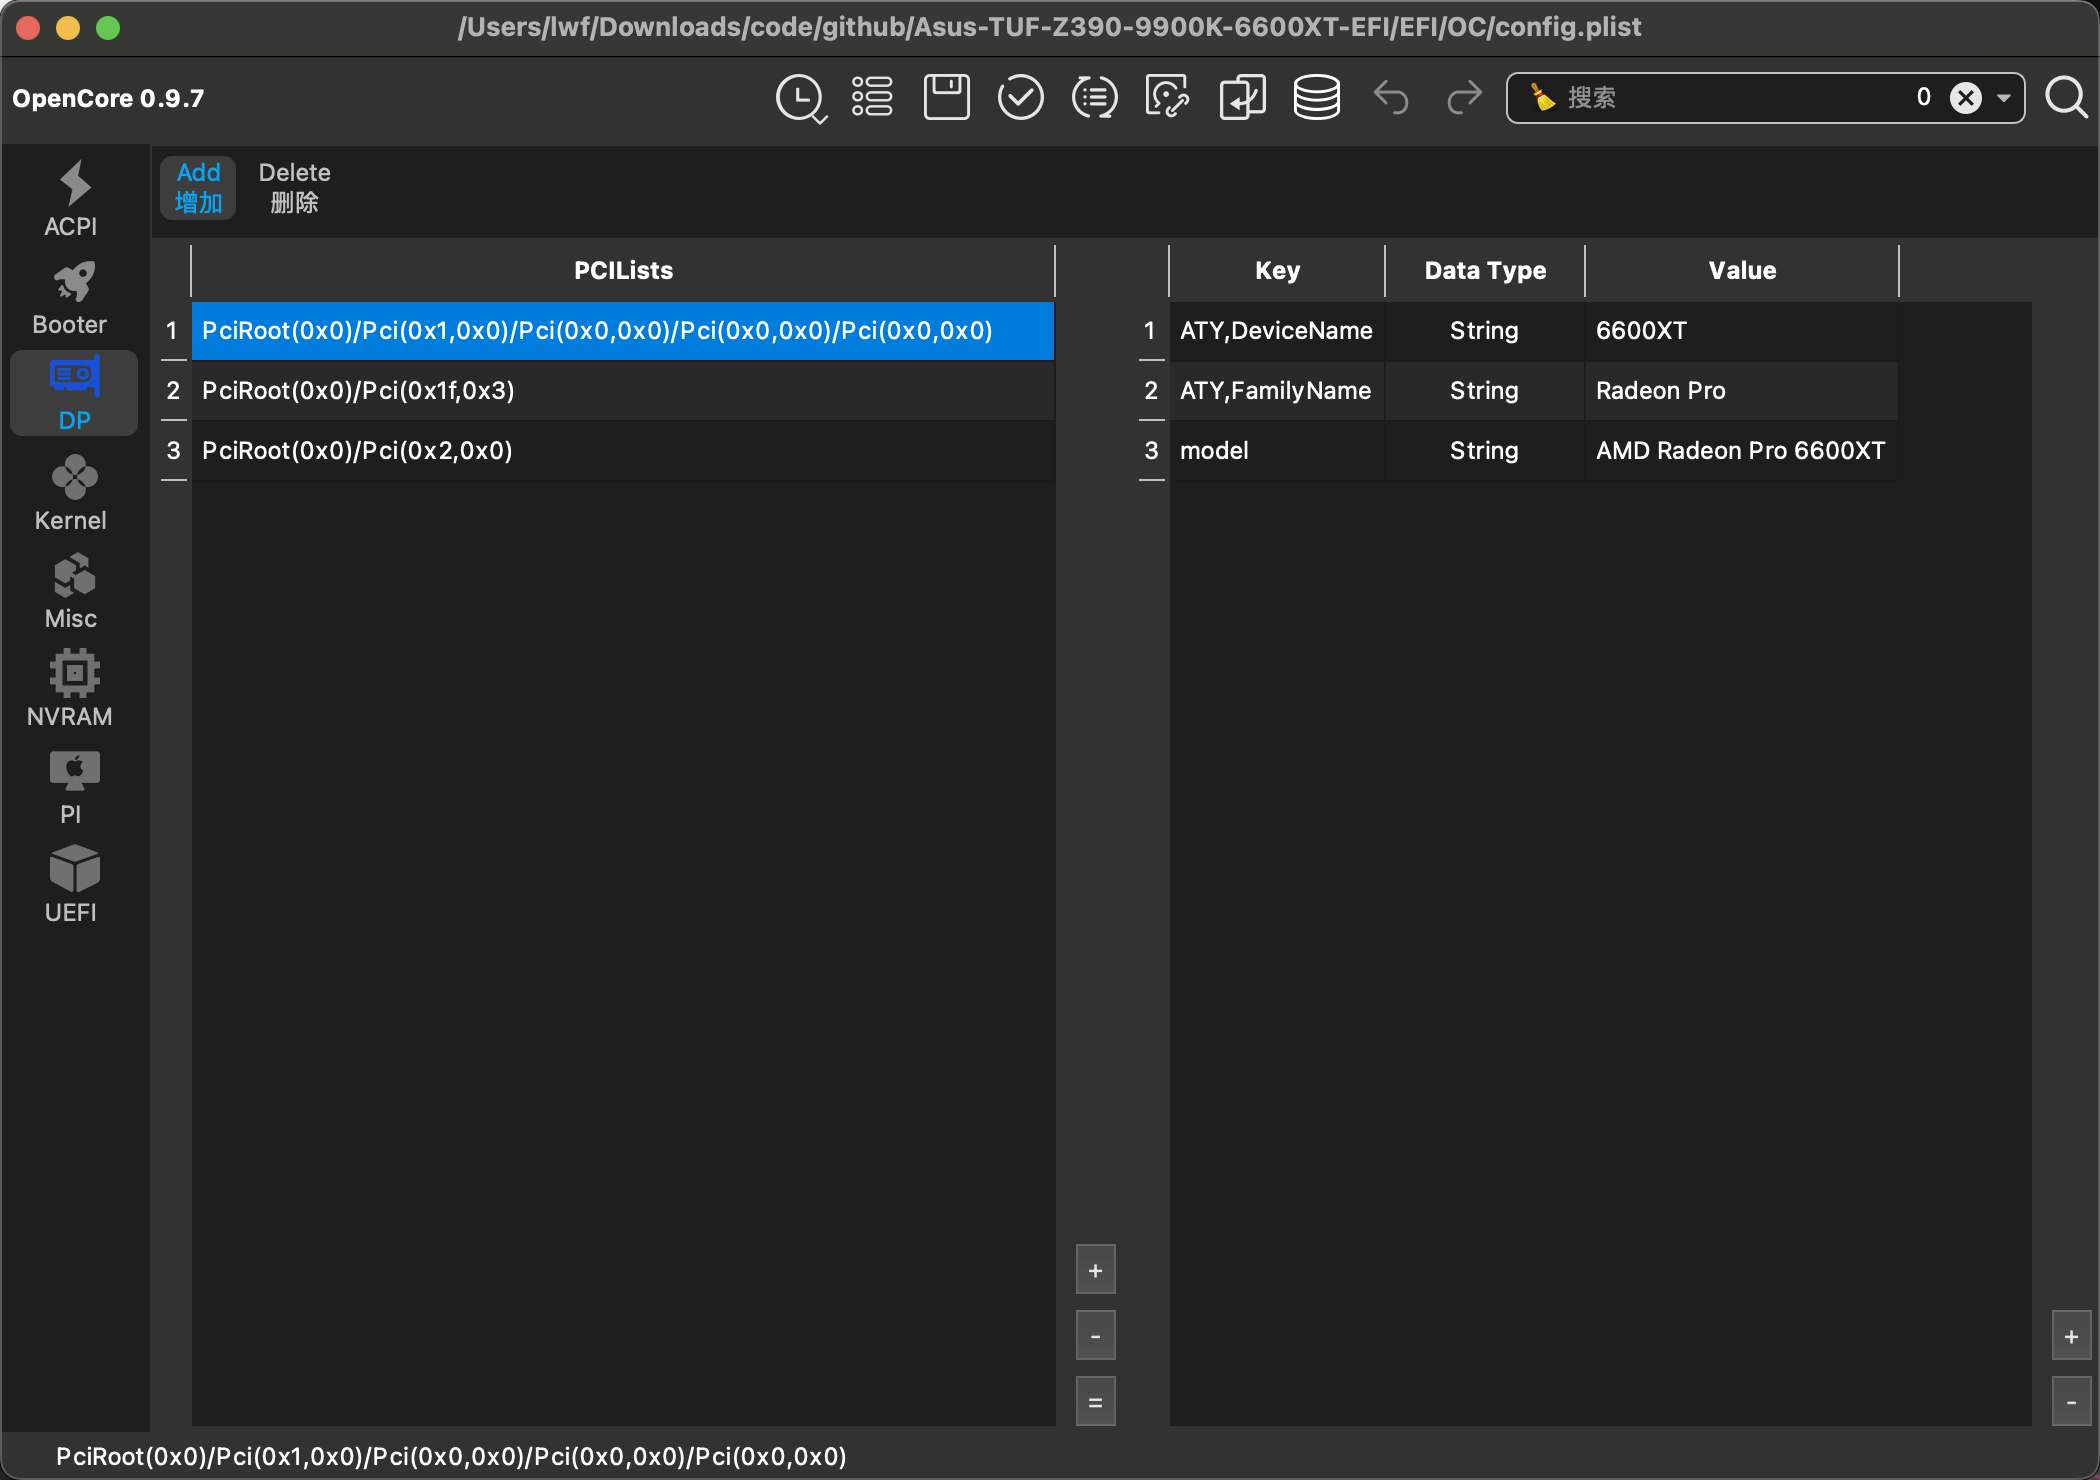 /Users/lwf/Downloads/code/github/Asus-TUF-Z390-9900K-6600XT-EFI/EFI/OC/config.plist
OpenCore 0.9.7
搜索
0
ACPI
Booter
DP
Kernel
Misc
NVRAM
PI
UEFI
Add
增加
Delete
删除
PCILists
1 PciRoot(0x0)/Pci(0x1,0x0)/Pci(0x0,0x0)/Pci(0x0,0x0)/Pci(0x0,0x0)
2 PciRoot(0x0)/Pci(0x1f,0x3)
3 PciRoot(0x0)/Pci(0x2,0x0)
+
-
=
Key Data Type Value
1 ATY,DeviceName String 6600XT
2 ATY,FamilyName String Radeon Pro
3 model String AMD Radeon Pro 6600XT
+
-
PciRoot(0x0)/Pci(0x1,0x0)/Pci(0x0,0x0)/Pci(0x0,0x0)/Pci(0x0,0x0)